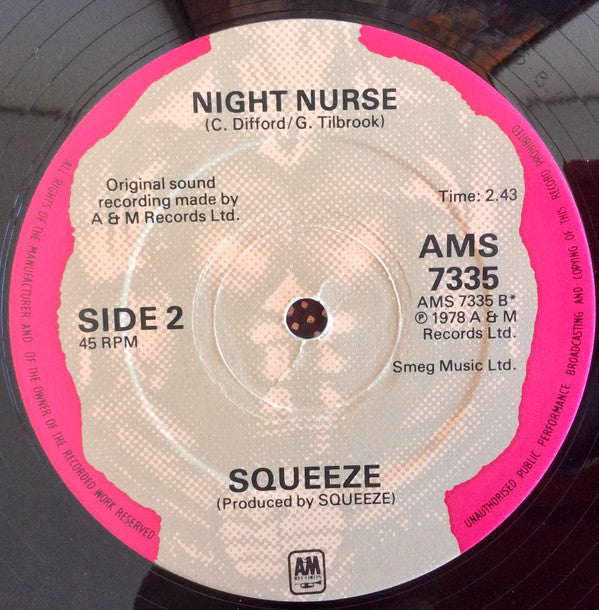 NIGHT NURSE
(C. Difford/G. Tilbrook)
Original sound
recording made by
A & M Records Ltd.
Time: 2.43
AMS
7335
AMS 7335 B*
℗ 1978 A & M
Records Ltd.
Smeg Music Ltd.
SIDE 2
45 RPM
SQUEEZE
(Produced by SQUEEZE)
A&M
RECORDS
ALL RIGHTS OF THE MANUFACTURER AND OF THE OWNER OF THE RECORDED WORK RESERVED
UNAUTHORISED PUBLIC PERFORMANCE BROADCASTING AND COPYING OF THIS RECORD PROHIBITED